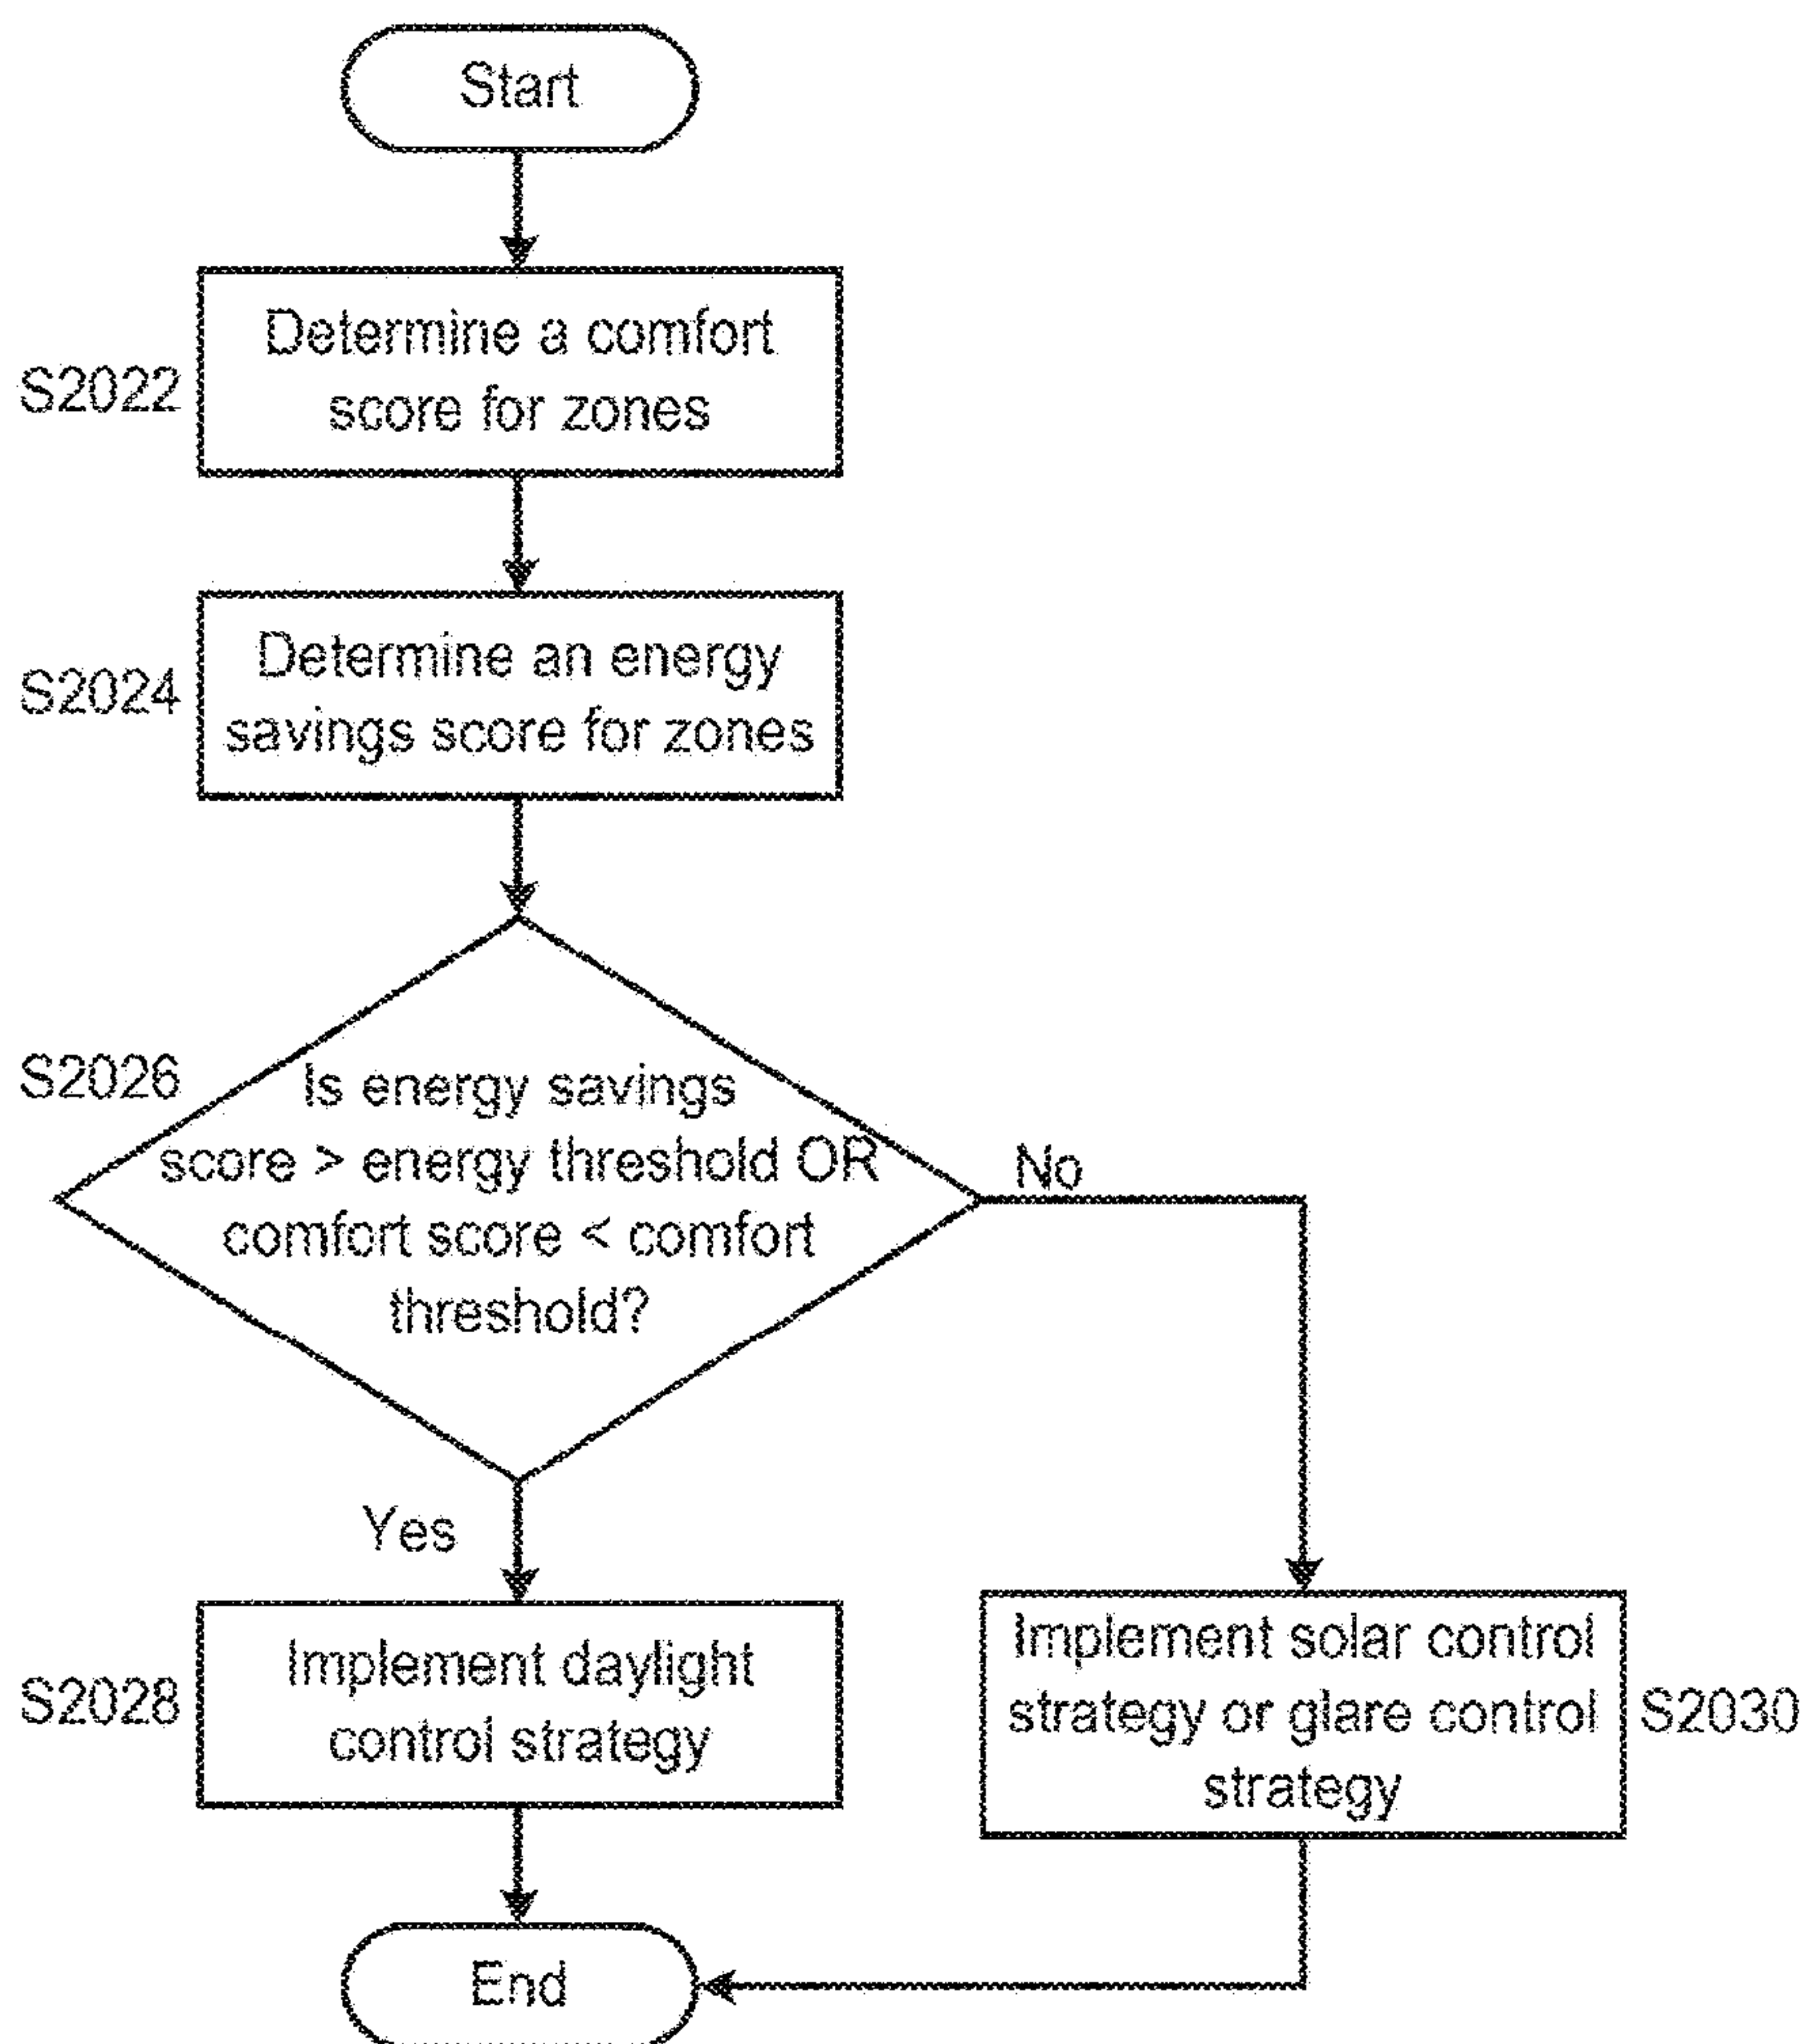 Start
S2022
Determine a comfort
score for zones
S2024
Determine an energy
savings score for zones
S2026
Is energy savings
score > energy threshold OR
comfort score < comfort
threshold?
No
Yes
S2028
Implement daylight
control strategy
Implement solar control
strategy or glare control
strategy
S2030
End